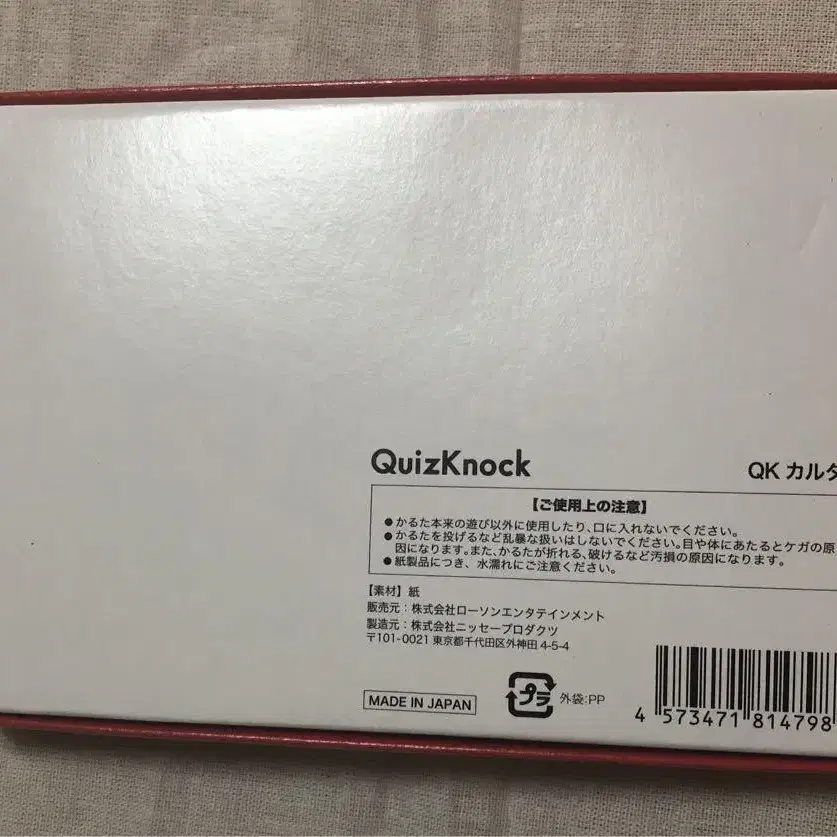 QuizKnock
QK カルタ
【ご使用上の注意】
●かるた本来の遊び以外に使用したり、口に入れないでください。
●かるたを投げるなど乱暴な扱いはしないでください。目や体にあたるとケガの原
因になります。また、かるたが折れる、破けるなど汚損の原因になります。
●紙製品につき、水濡れにご注意ください。
【素材】紙
販売元：株式会社ローソンエンタテインメント
製造元：株式会社ニッセープロダクツ
〒101-0021 東京都千代田区外神田 4-5-4
MADE IN JAPAN
プラ 外袋:PP
4 573471 814798